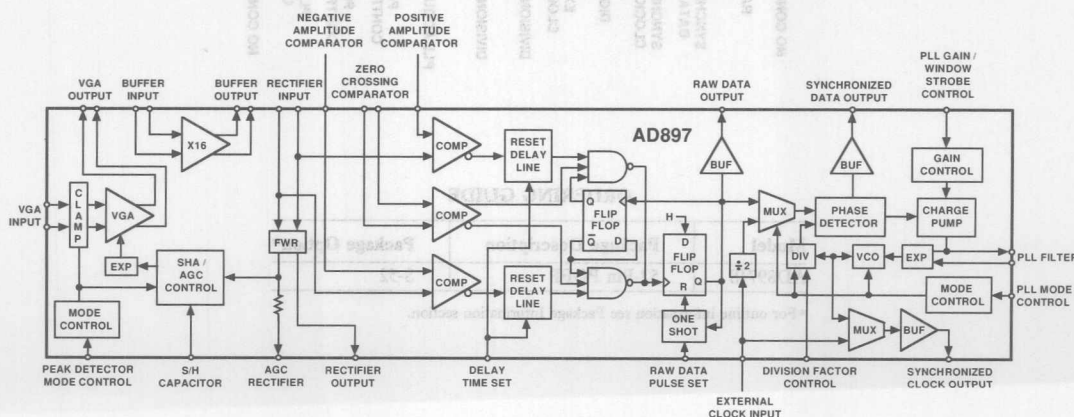 NEGATIVE
AMPLITUDE
COMPARATOR
POSITIVE
AMPLITUDE
COMPARATOR
VGA
OUTPUT
BUFFER
INPUT
BUFFER
OUTPUT
RECTIFIER
INPUT
ZERO
CROSSING
COMPARATOR
RAW DATA
OUTPUT
SYNCHRONIZED
DATA OUTPUT
PLL GAIN /
WINDOW
STROBE
CONTROL
AD897
X16
COMP
RESET
DELAY
LINE
BUF
BUF
GAIN
CONTROL
VGA
INPUT
CLAMP
VGA
COMP
Q
FLIP
FLOP
Q D
H
MUX
PHASE
DETECTOR
CHARGE
PUMP
FWR
D
FLIP
FLOP
R
Q
÷2
DIV
VCO
EXP
PLL FILTER
EXP
SHA /
AGC
CONTROL
COMP
RESET
DELAY
LINE
MODE
CONTROL
PLL MODE
CONTROL
MODE
CONTROL
ONE
SHOT
MUX
BUF
PEAK DETECTOR
MODE CONTROL
S/H
CAPACITOR
AGC
RECTIFIER
RECTIFIER
OUTPUT
DELAY
TIME SET
RAW DATA
PULSE SET
EXTERNAL
CLOCK INPUT
DIVISION FACTOR
CONTROL
SYNCHRONIZED
CLOCK OUTPUT